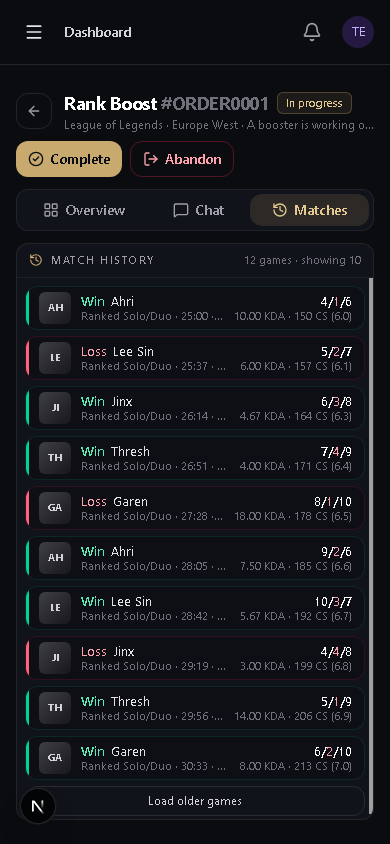 Dashboard
TE
Rank Boost #ORDER0001 In progress
League of Legends · Europe West · A booster is working o...
Complete Abandon
Overview Chat Matches
MATCH HISTORY 12 games · showing 10
AH Win Ahri 4/1/6
Ranked Solo/Duo · 25:00 ·... 10.00 KDA · 150 CS (6.0)
LE Loss Lee Sin 5/2/7
Ranked Solo/Duo · 25:37 ·... 6.00 KDA · 157 CS (6.1)
JI Win Jinx 6/3/8
Ranked Solo/Duo · 26:14 ·... 4.67 KDA · 164 CS (6.3)
TH Win Thresh 7/4/9
Ranked Solo/Duo · 26:51 ·... 4.00 KDA · 171 CS (6.4)
GA Loss Garen 8/1/10
Ranked Solo/Duo · 27:28 ·... 18.00 KDA · 178 CS (6.5)
AH Win Ahri 9/2/6
Ranked Solo/Duo · 28:05 ·... 7.50 KDA · 185 CS (6.6)
LE Win Lee Sin 10/3/7
Ranked Solo/Duo · 28:42 ·... 5.67 KDA · 192 CS (6.7)
JI Loss Jinx 4/4/8
Ranked Solo/Duo · 29:19 ·... 3.00 KDA · 199 CS (6.8)
TH Win Thresh 5/1/9
Ranked Solo/Duo · 29:56 ·... 14.00 KDA · 206 CS (6.9)
GA Win Garen 6/2/10
Ranked Solo/Duo · 30:33 ·... 8.00 KDA · 213 CS (7.0)
N Load older games